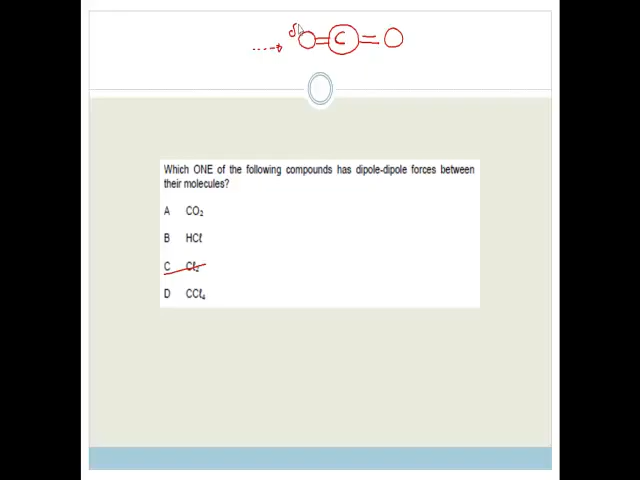 δ O=C=O
Which ONE of the following compounds has dipole-dipole forces between
their molecules?
A CO₂
B HCℓ
C Cℓ₂
D CCℓ₄